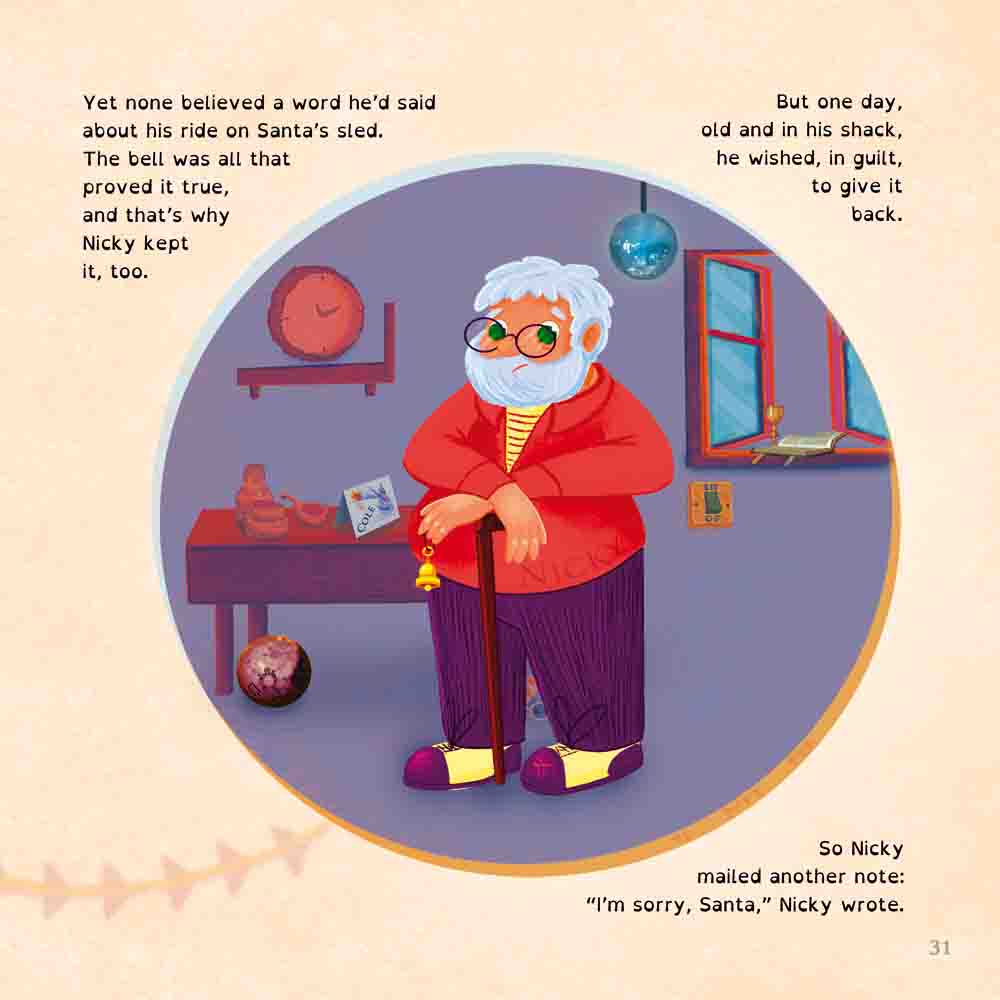 Yet none believed a word he'd said
about his ride on Santa's sled.
The bell was all that
proved it true,
and that's why
Nicky kept
it, too.
But one day,
old and in his shack,
he wished, in guilt,
to give it
back.
COLE
NICKY
So Nicky
mailed another note:
“I'm sorry, Santa,” Nicky wrote.
31